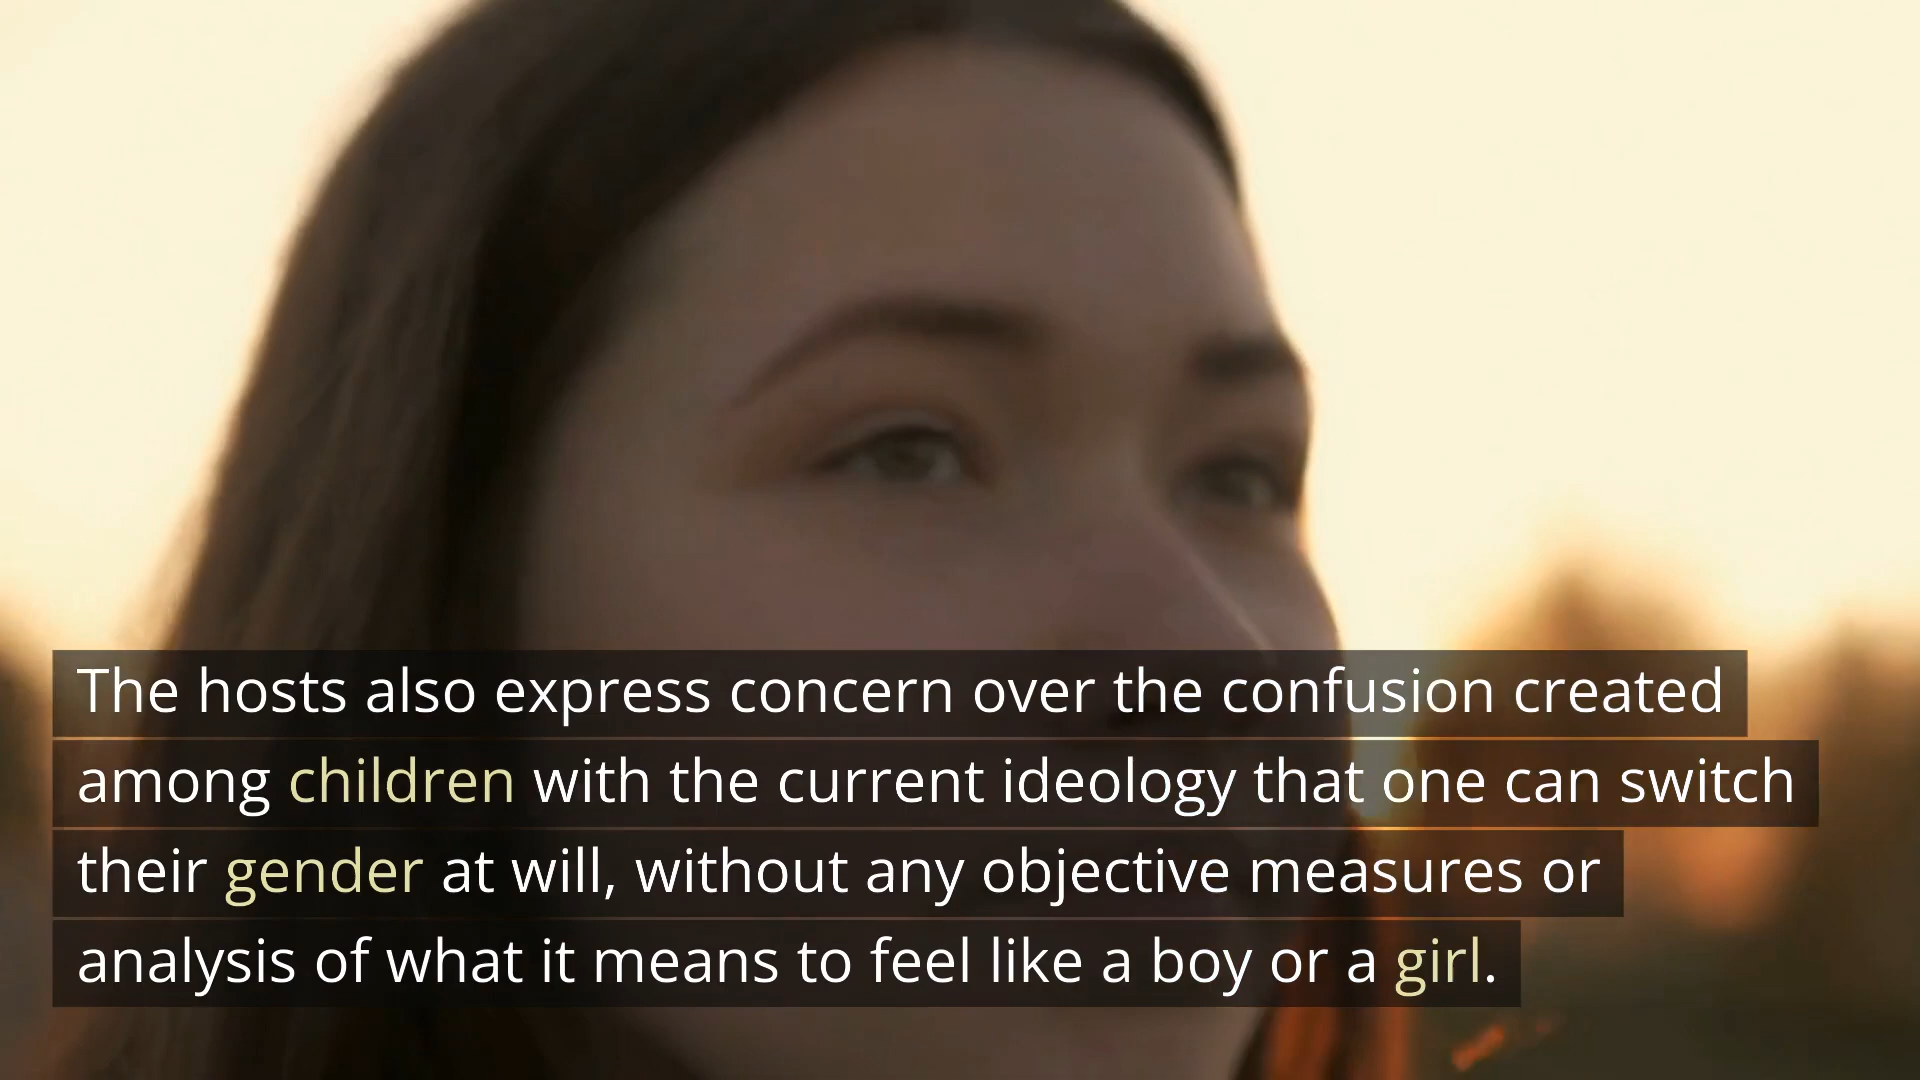 The hosts also express concern over the confusion created
among children with the current ideology that one can switch
their gender at will, without any objective measures or
analysis of what it means to feel like a boy or a girl.